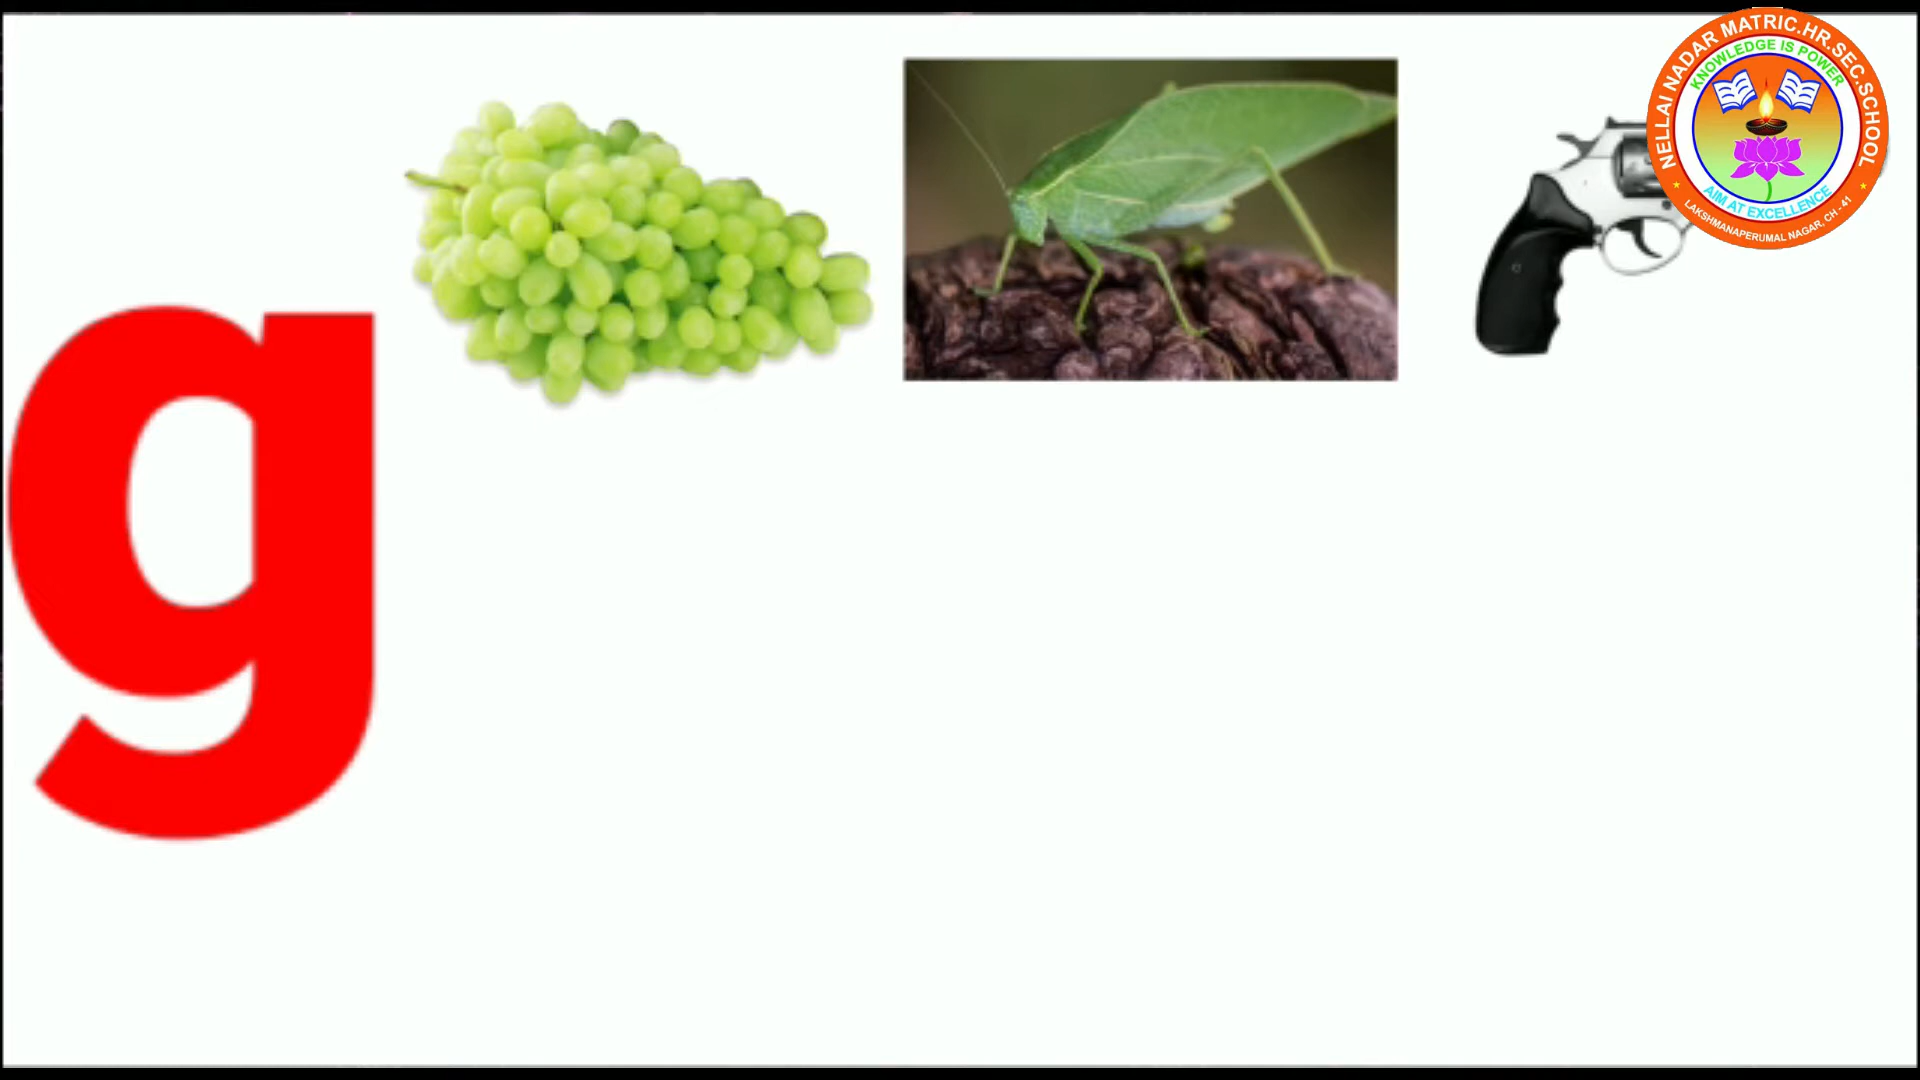 g
NELLAI NADAR MATRIC.HR.SEC.SCHOOL
KNOWLEDGE IS POWER
AIM AT EXCELLENCE
LAKSHMANAPERUMAL NAGAR, CH - 41